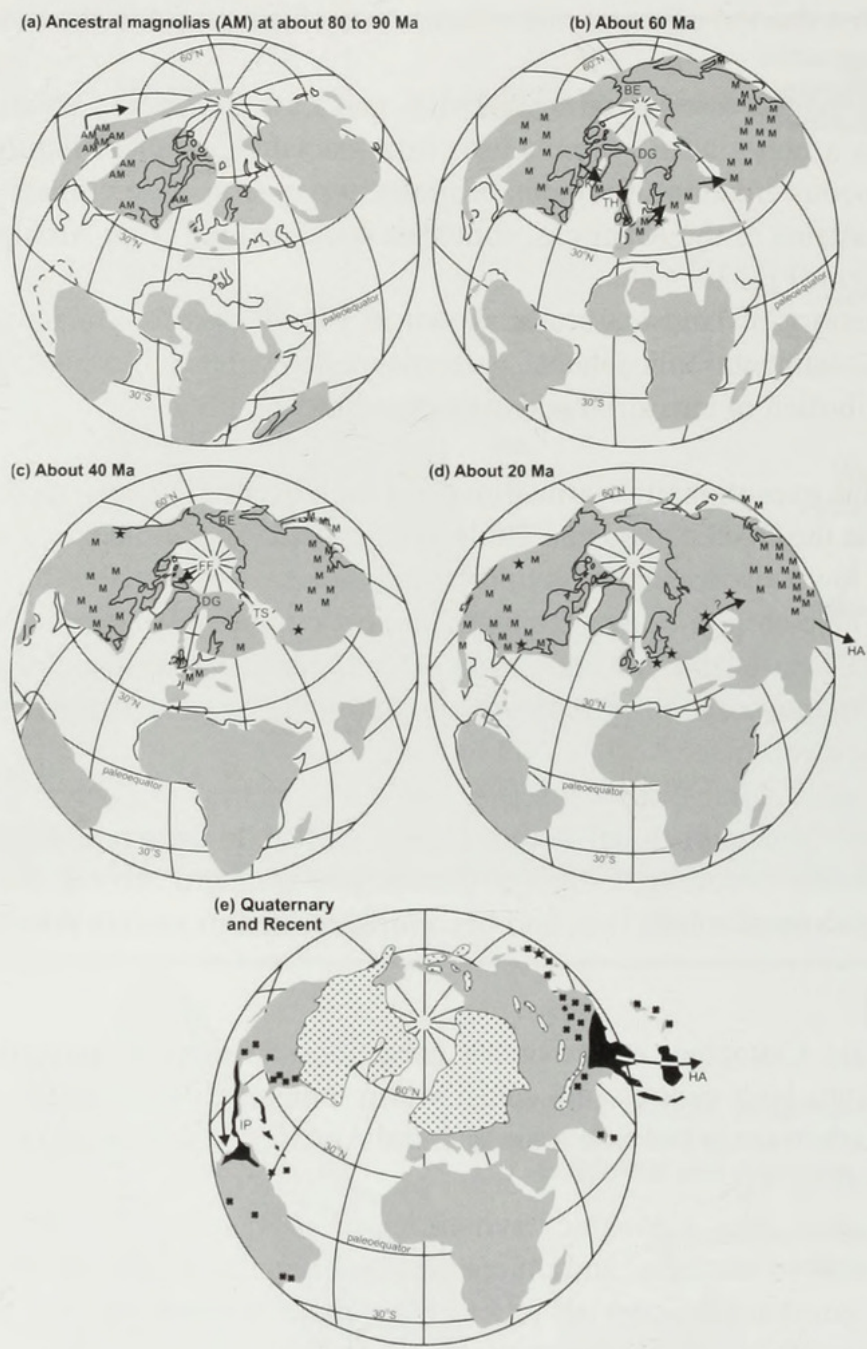 (a) Ancestral magnolias (AM) at about 80 to 90 Ma
60°N
AM
AM AM
AM AM
AM
AM
AM
AM
AM
30°N
paleoequator
30°S
(b) About 60 Ma
60°N
BE
DG
TH
M M M M M M M M M M M M M M M M M M M M M M M M M M M M M M
30°N
paleoequator
30°S
(c) About 40 Ma
60°N
BE
FF
DG
TS
M M M M M M M M M M M M M M M M M M M M M M M M
30°N
paleoequator
30°S
(d) About 20 Ma
60°N
M M M M M M M M M M M M M M M M M M M M M M M M M M M
?
HA
30°N
paleoequator
30°S
(e) Quaternary
and Recent
60°N
HA
IP
30°N
paleoequator
30°S